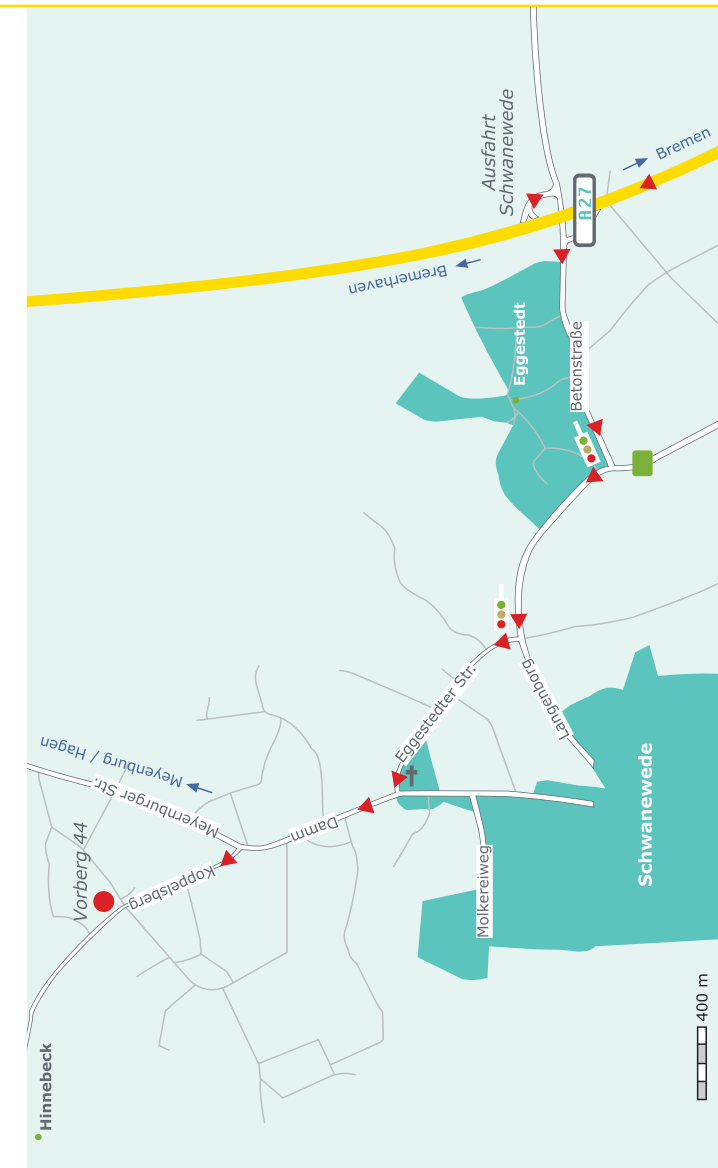 Ausfahrt
Schwanewede
Bremen
A27
Bremerhaven
Eggestedt
Betonstraße
Eggestedter Str.
Langenborg
Meyenburg / Hagen
Meyernburger Str.
Damm
Koppelsberg
Vorberg 44
Molkereiweg
Schwanewede
Hinnebeck
400 m